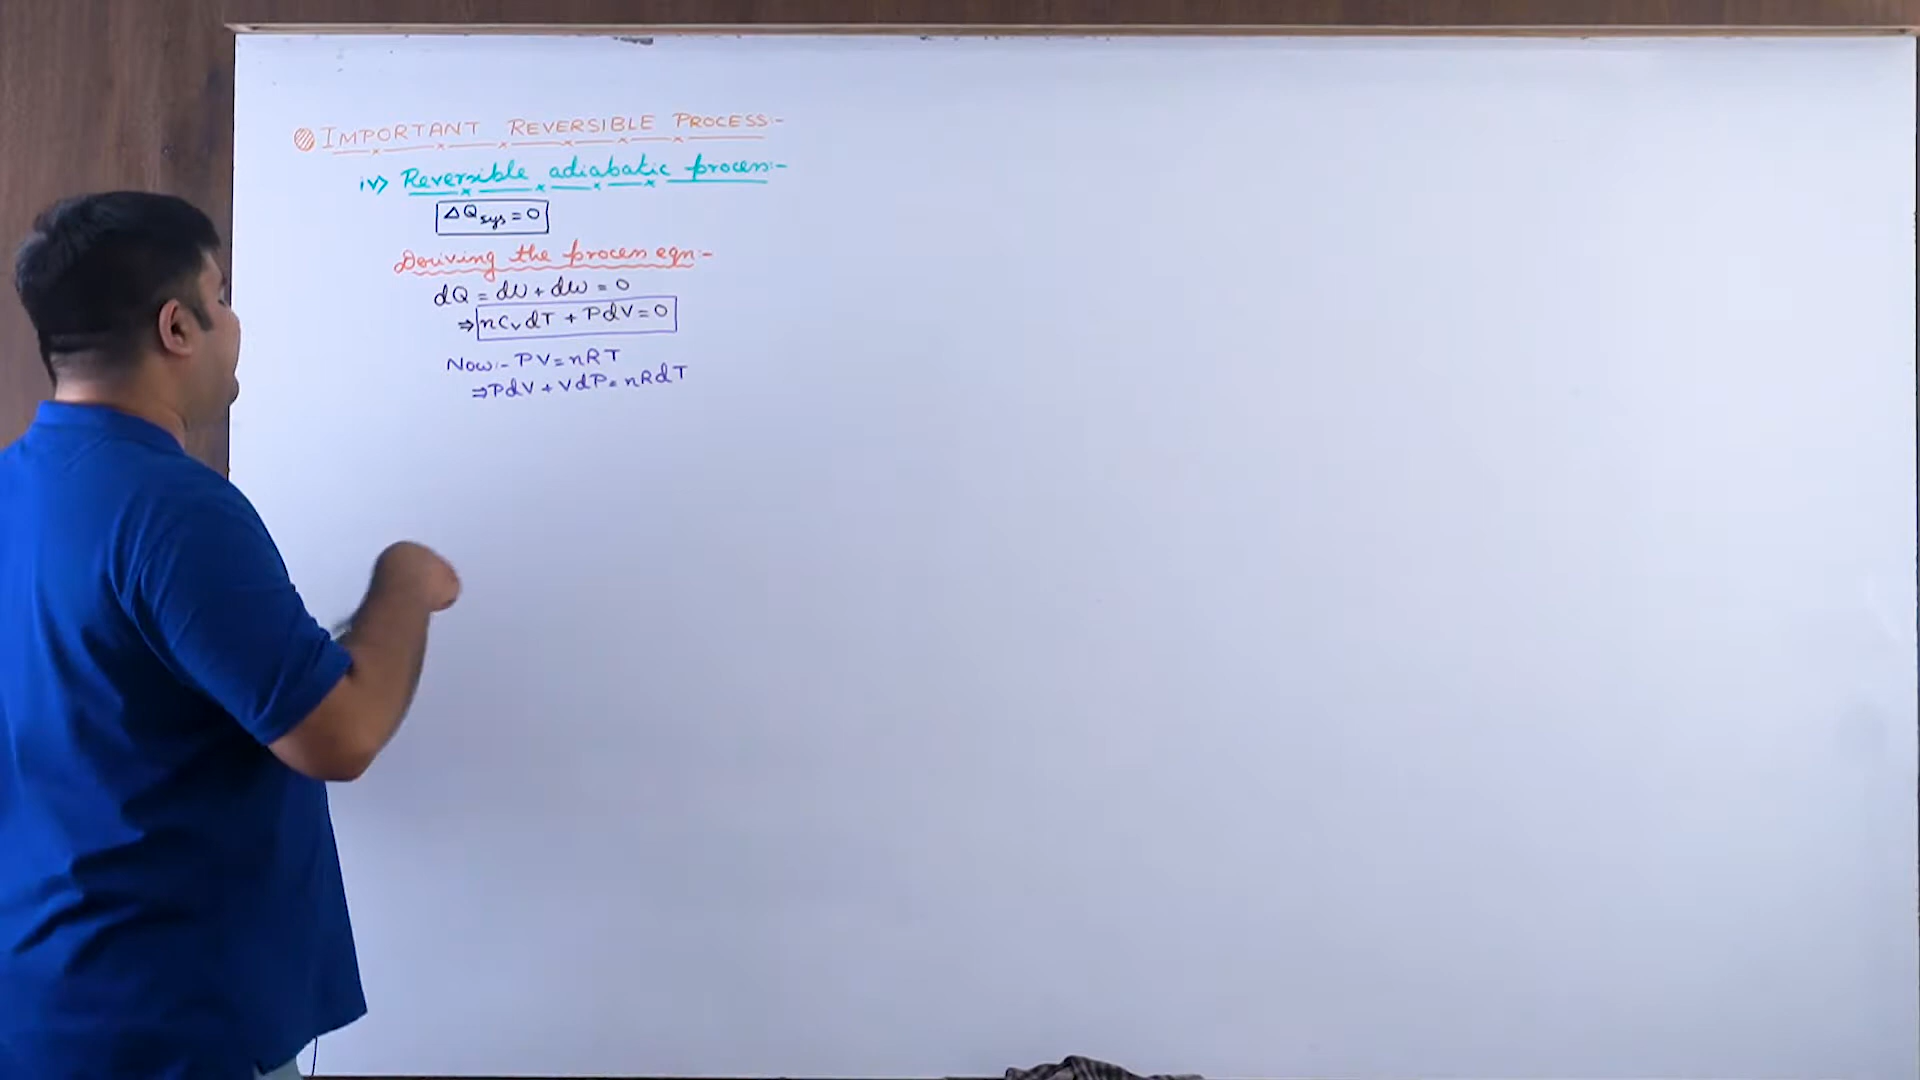 IMPORTANT REVERSIBLE PROCESS:-
iv) Reversible adiabatic process:-
ΔQsys = 0
Deriving the process eqn:-
dQ = dU + dW = 0
⇒ nCvdT + PdV = 0
Now:- PV = nRT
⇒ PdV + VdP = nRdT